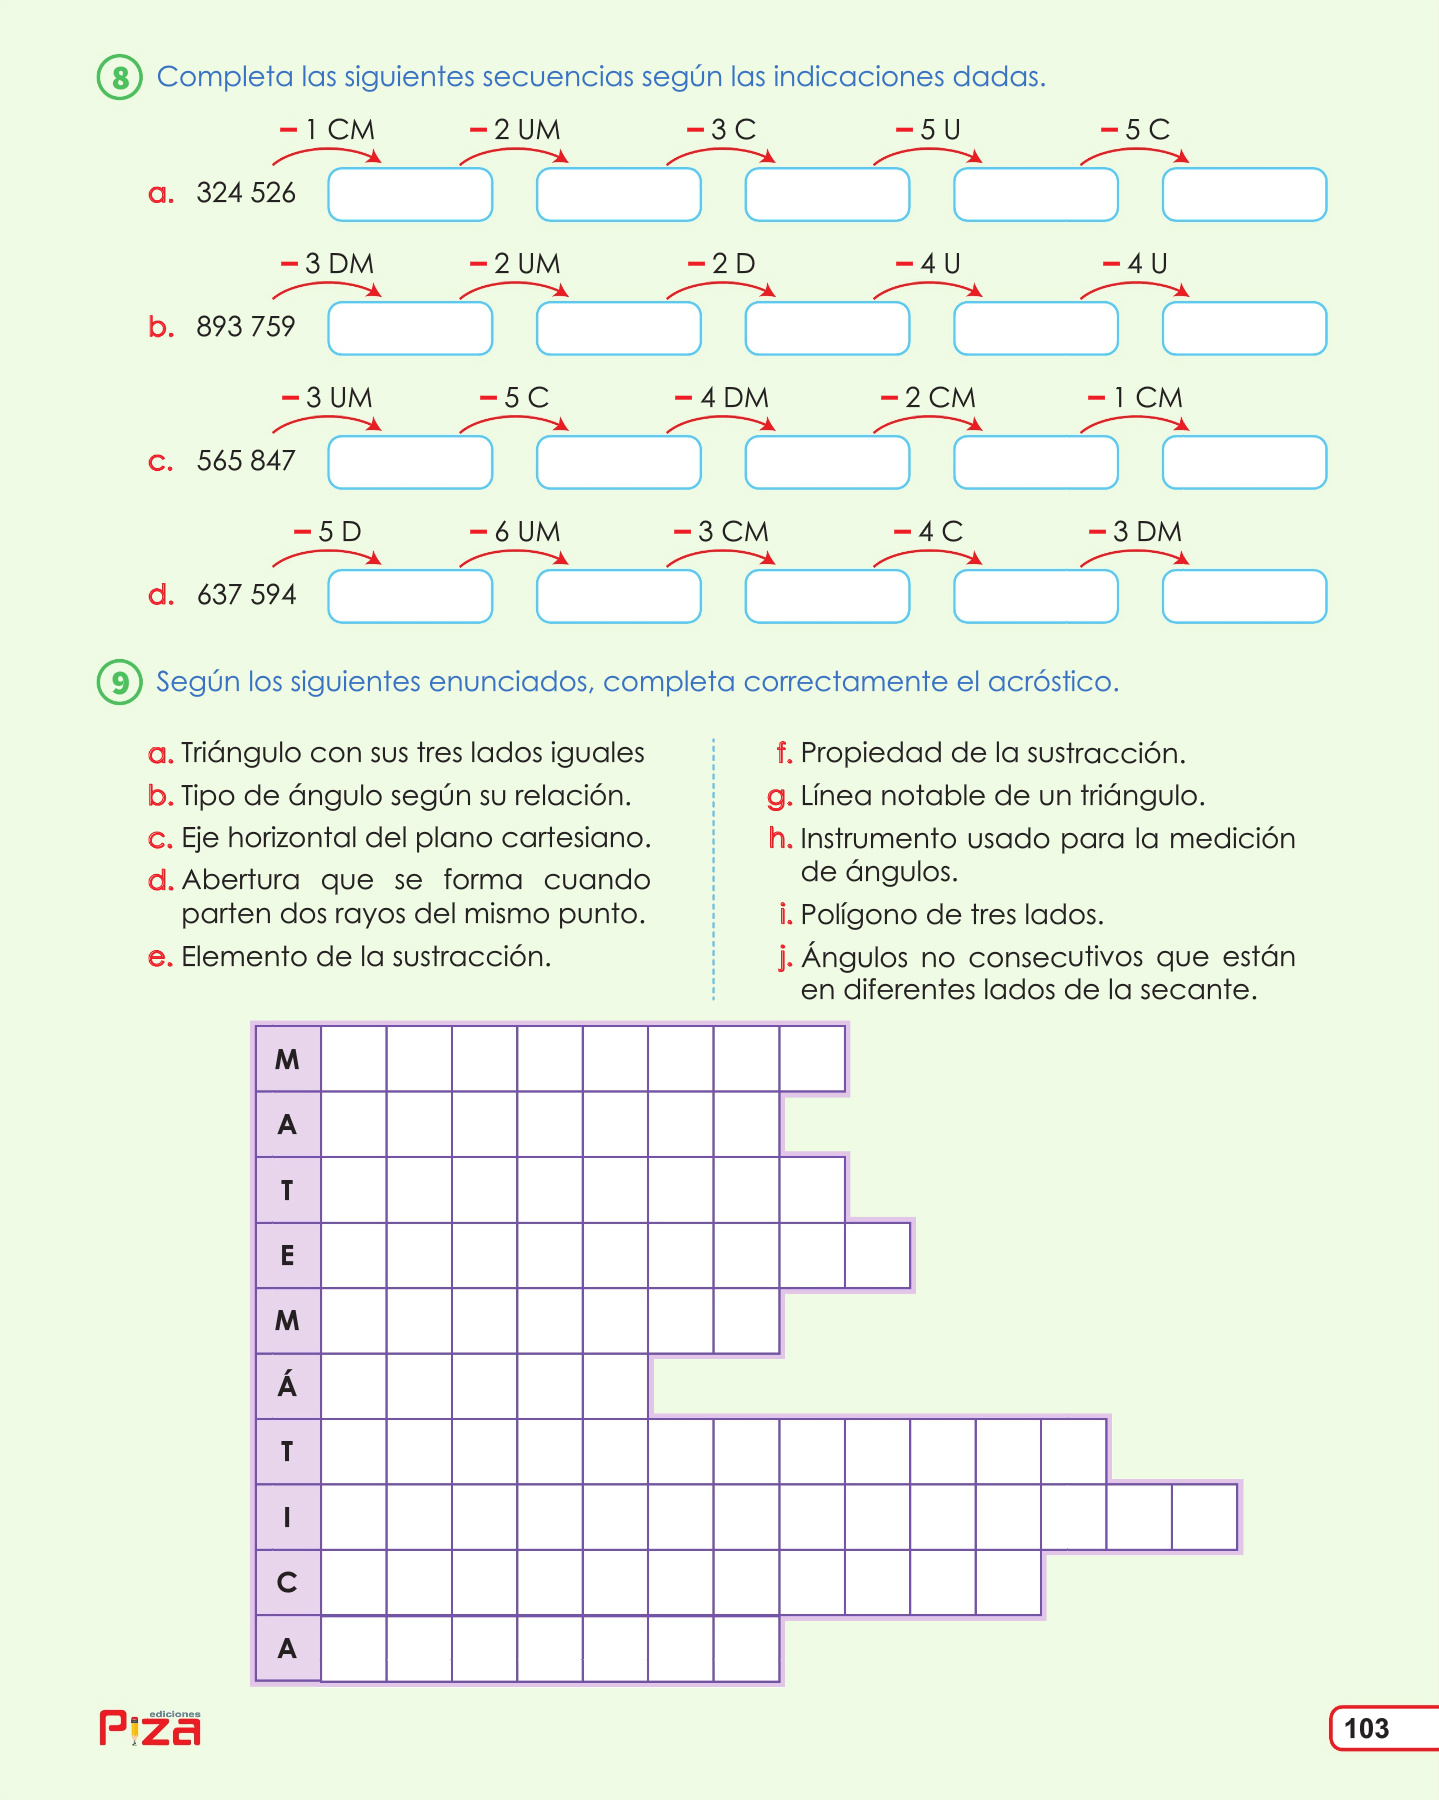 8 Completa las siguientes secuencias según las indicaciones dadas.
– 1 CM – 2 UM – 3 C – 5 U – 5 C
a. 324 526
– 3 DM – 2 UM – 2 D – 4 U – 4 U
b. 893 759
– 3 UM – 5 C – 4 DM – 2 CM – 1 CM
c. 565 847
– 5 D – 6 UM – 3 CM – 4 C – 3 DM
d. 637 594
9 Según los siguientes enunciados, completa correctamente el acróstico.
a. Triángulo con sus tres lados iguales
b. Tipo de ángulo según su relación.
c. Eje horizontal del plano cartesiano.
d. Abertura que se forma cuando
parten dos rayos del mismo punto.
e. Elemento de la sustracción.
f. Propiedad de la sustracción.
g. Línea notable de un triángulo.
h. Instrumento usado para la medición
de ángulos.
i. Polígono de tres lados.
j. Ángulos no consecutivos que están
en diferentes lados de la secante.
M
A
T
E
M
Á
T
I
C
A
ediciones
Piza
103